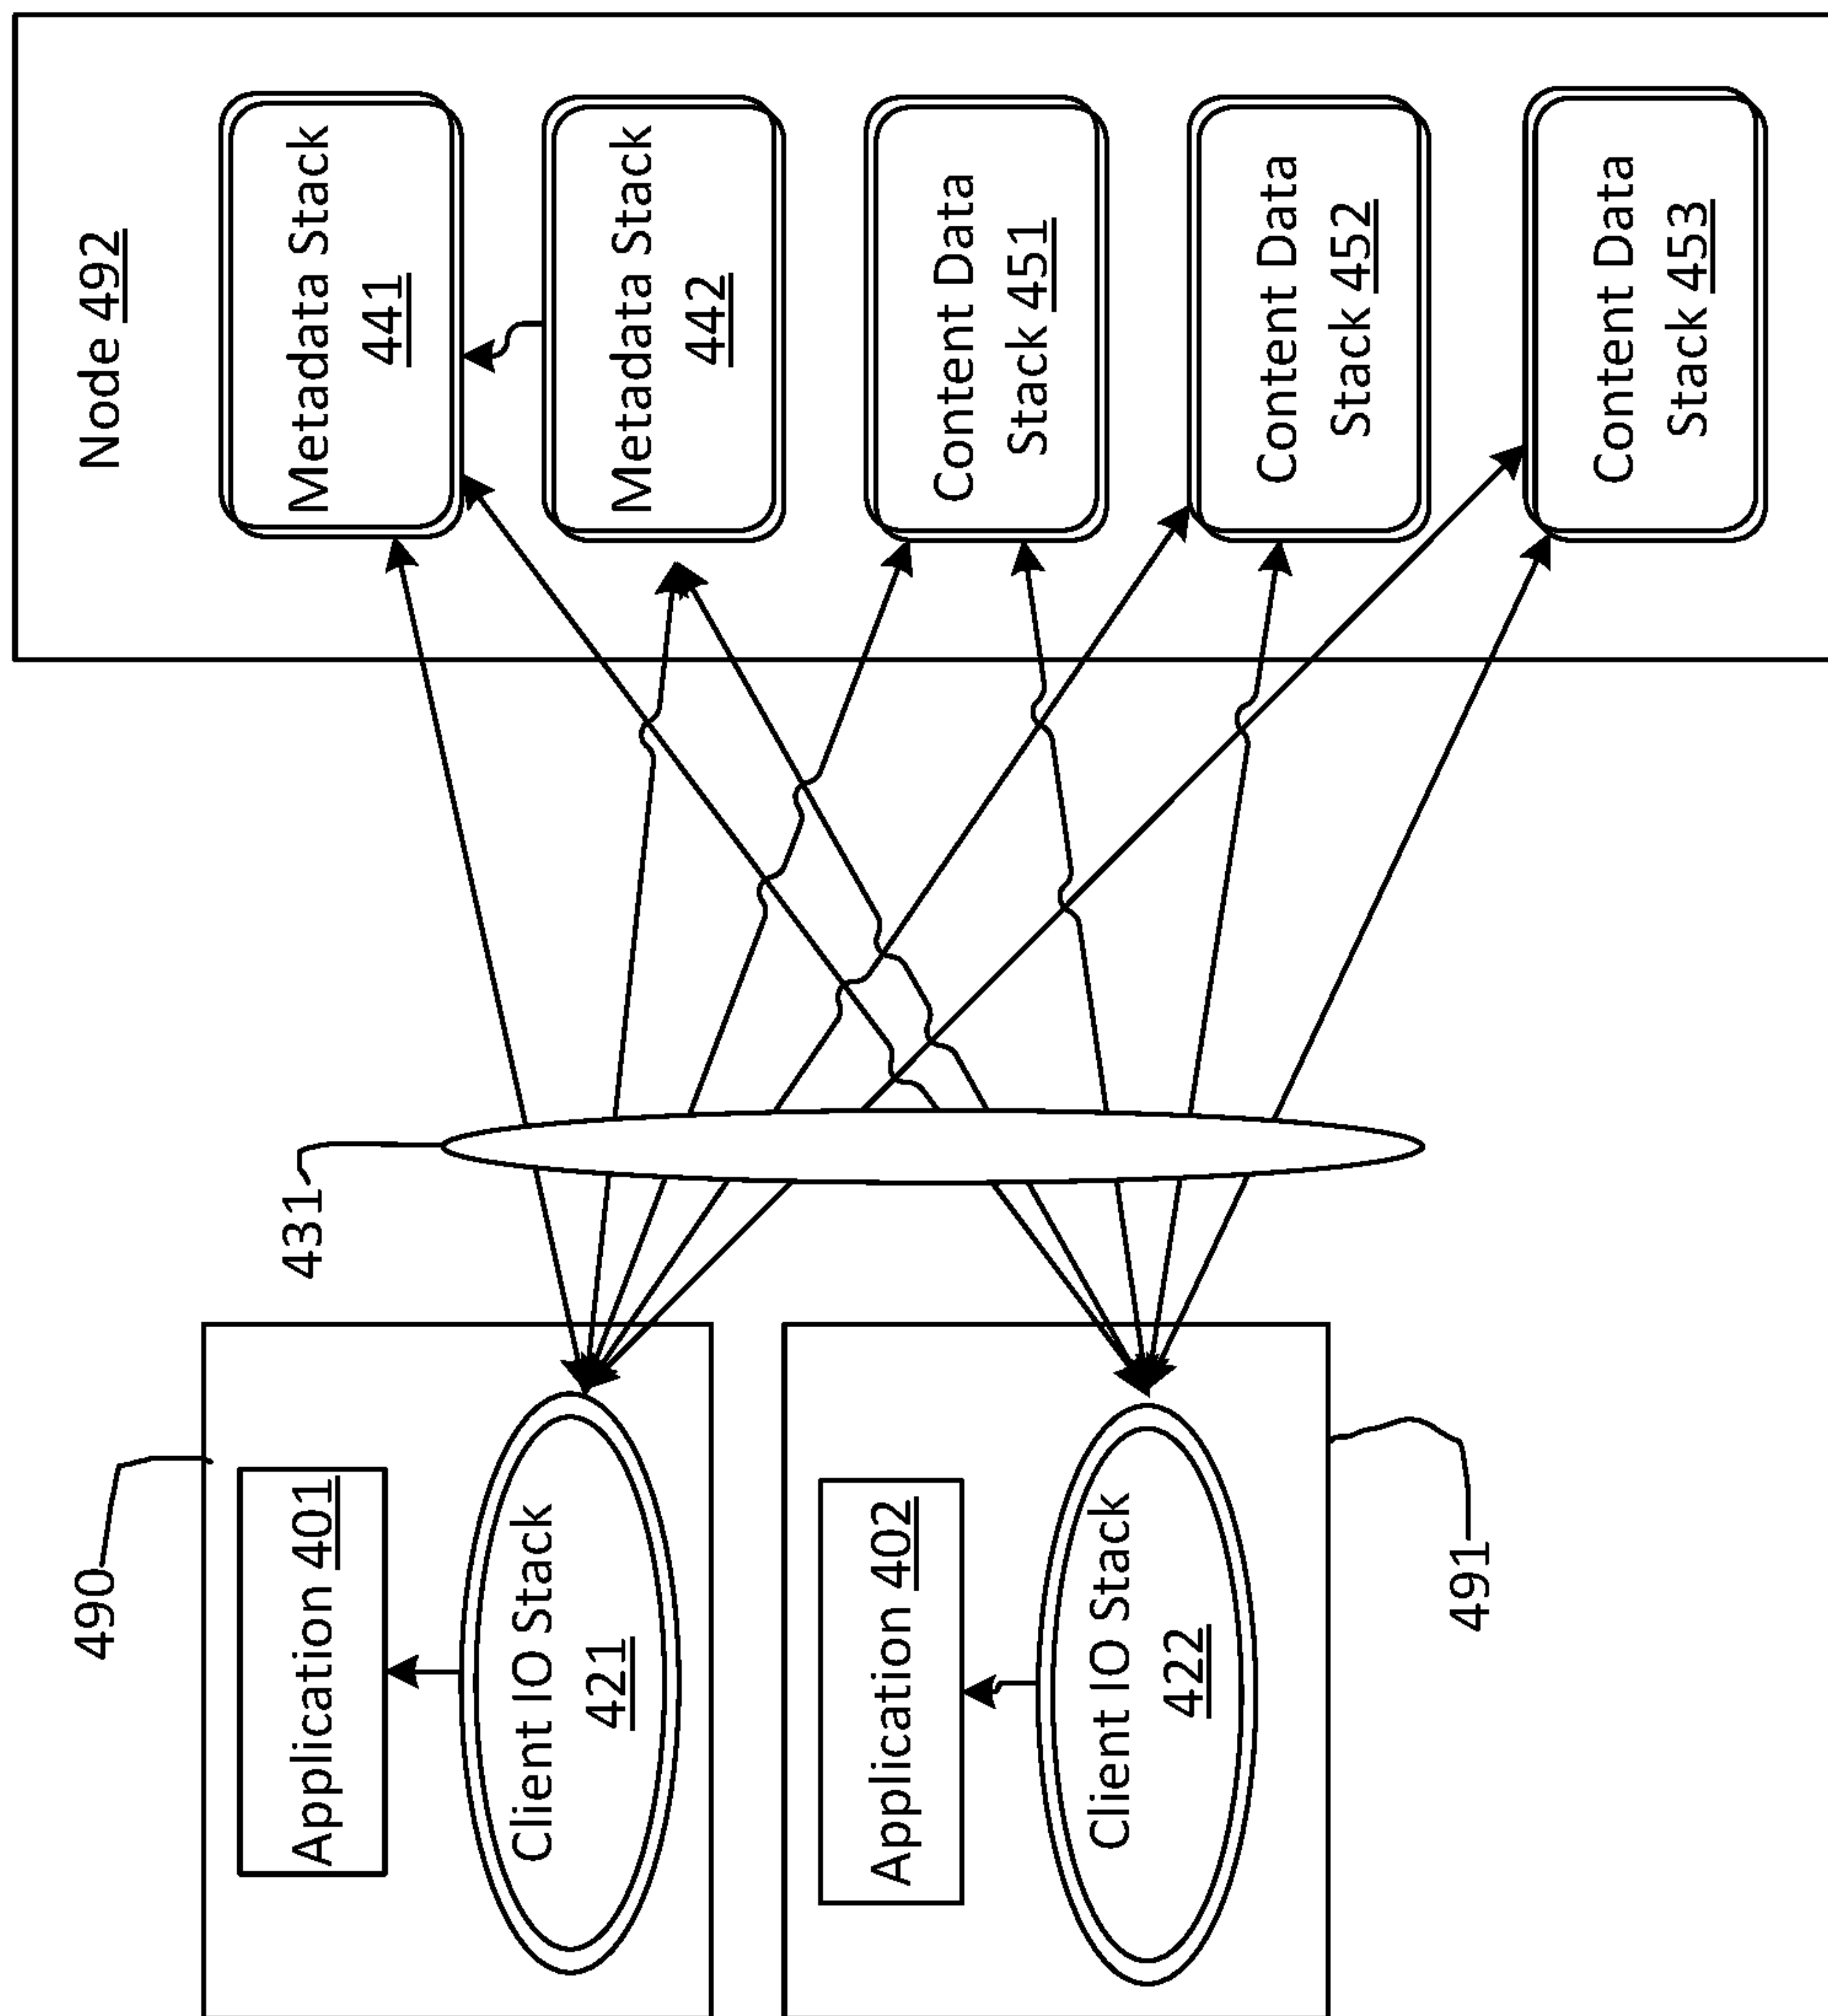 490
Application 401
Client IO Stack
421
Application 402
Client IO Stack
422
491
431
Node 492
Metadata Stack
441
Metadata Stack
442
Content Data
Stack 451
Content Data
Stack 452
Content Data
Stack 453